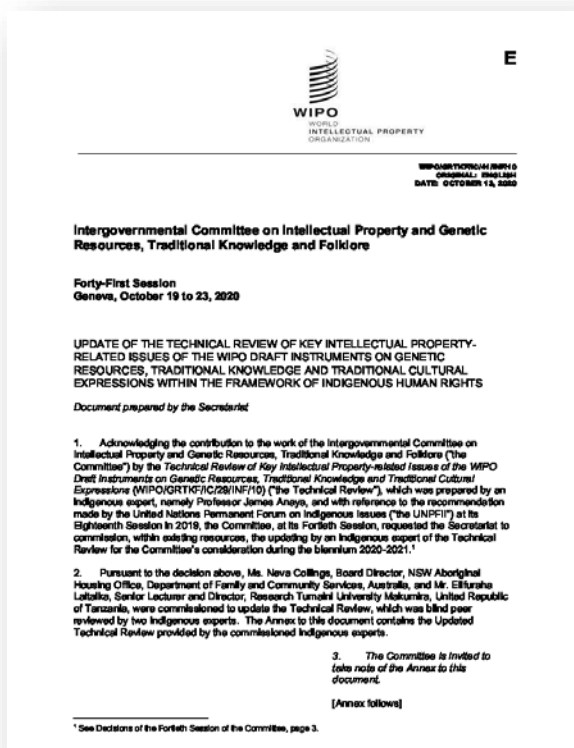 E
WIPO
WORLD
INTELLECTUAL PROPERTY
ORGANIZATION
WIPO/GRTKF/IC/41/INF/10
ORIGINAL: ENGLISH
DATE: OCTOBER 13, 2020
Intergovernmental Committee on Intellectual Property and Genetic
Resources, Traditional Knowledge and Folklore
Forty-First Session
Geneva, October 19 to 23, 2020
UPDATE OF THE TECHNICAL REVIEW OF KEY INTELLECTUAL PROPERTY-
RELATED ISSUES OF THE WIPO DRAFT INSTRUMENTS ON GENETIC
RESOURCES, TRADITIONAL KNOWLEDGE AND TRADITIONAL CULTURAL
EXPRESSIONS WITHIN THE FRAMEWORK OF INDIGENOUS HUMAN RIGHTS
Document prepared by the Secretariat
1. Acknowledging the contribution to the work of the Intergovernmental Committee on
Intellectual Property and Genetic Resources, Traditional Knowledge and Folklore ("the
Committee") by the Technical Review of Key Intellectual Property-related Issues of the WIPO
Draft Instruments on Genetic Resources, Traditional Knowledge and Traditional Cultural
Expressions (WIPO/GRTKF/IC/29/INF/10) ("the Technical Review"), which was prepared by an
Indigenous expert, namely Professor James Anaya, and with reference to the recommendation
made by the United Nations Permanent Forum on Indigenous Issues ("the UNPFII") at its
Eighteenth Session in 2019, the Committee, at its Fortieth Session, requested the Secretariat to
commission, within existing resources, the updating by an Indigenous expert of the Technical
Review for the Committee's consideration during the biennium 2020-2021.¹
2. Pursuant to the decision above, Ms. Neva Collings, Board Director, NSW Aboriginal
Housing Office, Department of Family and Community Services, Australia, and Mr. Elifuraha
Laltaika, Senior Lecturer and Director, Research Tumaini University Makumira, United Republic
of Tanzania, were commissioned to update the Technical Review, which was blind peer
reviewed by two Indigenous experts. The Annex to this document contains the Updated
Technical Review provided by the commissioned Indigenous experts.
3. The Committee is invited to
take note of the Annex to this
document.
[Annex follows]
¹ See Decisions of the Fortieth Session of the Committee, page 3.